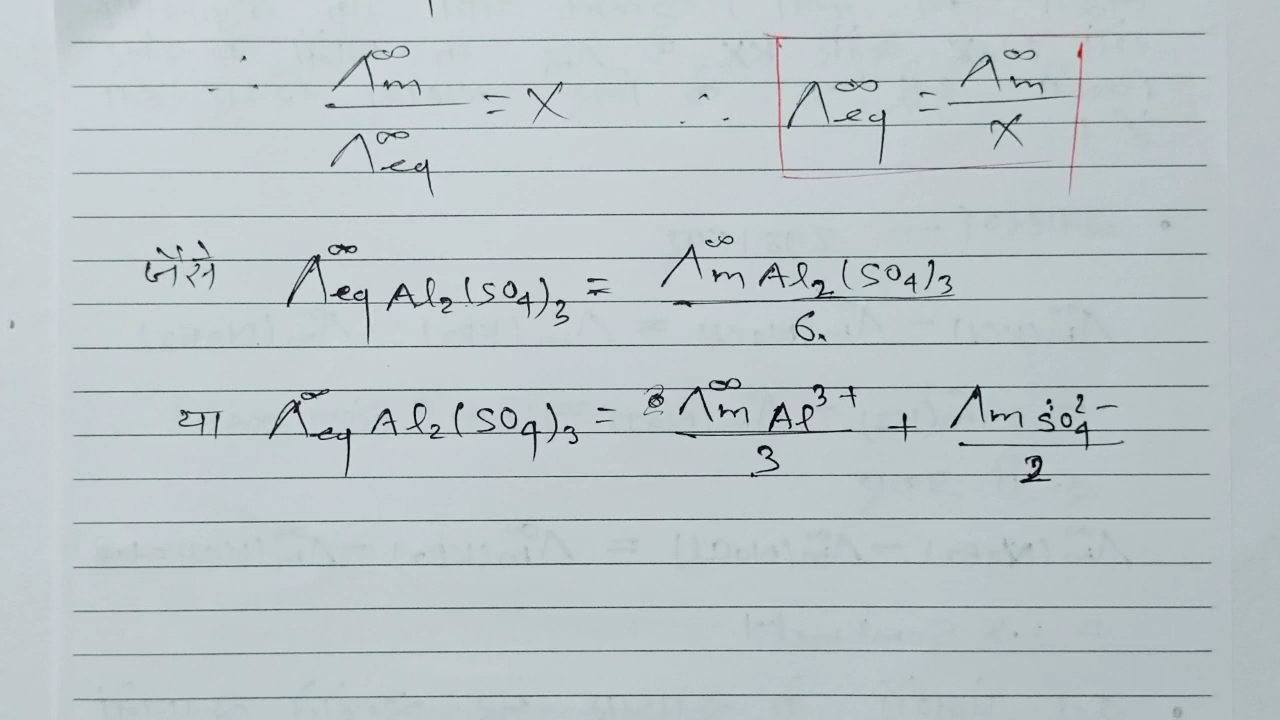 ∵ Λm^∞ / Λeq^∞ = x ∴ Λeq^∞ = Λm^∞ / x
जैसे Λeq^∞ Al₂(SO₄)₃ = Λm^∞ Al₂(SO₄)₃ / 6.
या Λeq^∞ Al₂(SO₄)₃ = Λm^∞ Al³⁺ / 3 + Λm SO₄²⁻ / 2